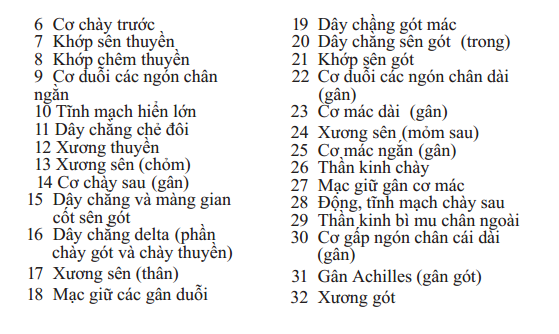 6 Cơ chày trước
7 Khớp sên thuyền
8 Khớp chêm thuyền
9 Cơ duỗi các ngón chân
ngắn
10 Tĩnh mạch hiển lớn
11 Dây chằng chẻ đôi
12 Xương thuyền
13 Xương sên (chỏm)
14 Cơ chày sau (gân)
15 Dây chằng và màng gian
cốt sên gót
16 Dây chằng delta (phần
chày gót và chày thuyền)
17 Xương sên (thân)
18 Mạc giữ các gân duỗi
19 Dây chằng gót mác
20 Dây chằng sên gót (trong)
21 Khớp sên gót
22 Cơ duỗi các ngón chân dài
(gân)
23 Cơ mác dài (gân)
24 Xương sên (mỏm sau)
25 Cơ mác ngắn (gân)
26 Thần kinh chày
27 Mạc giữ gân cơ mác
28 Động, tĩnh mạch chày sau
29 Thần kinh bì mu chân ngoài
30 Cơ gấp ngón chân cái dài
(gân)
31 Gân Achilles (gân gót)
32 Xương gót